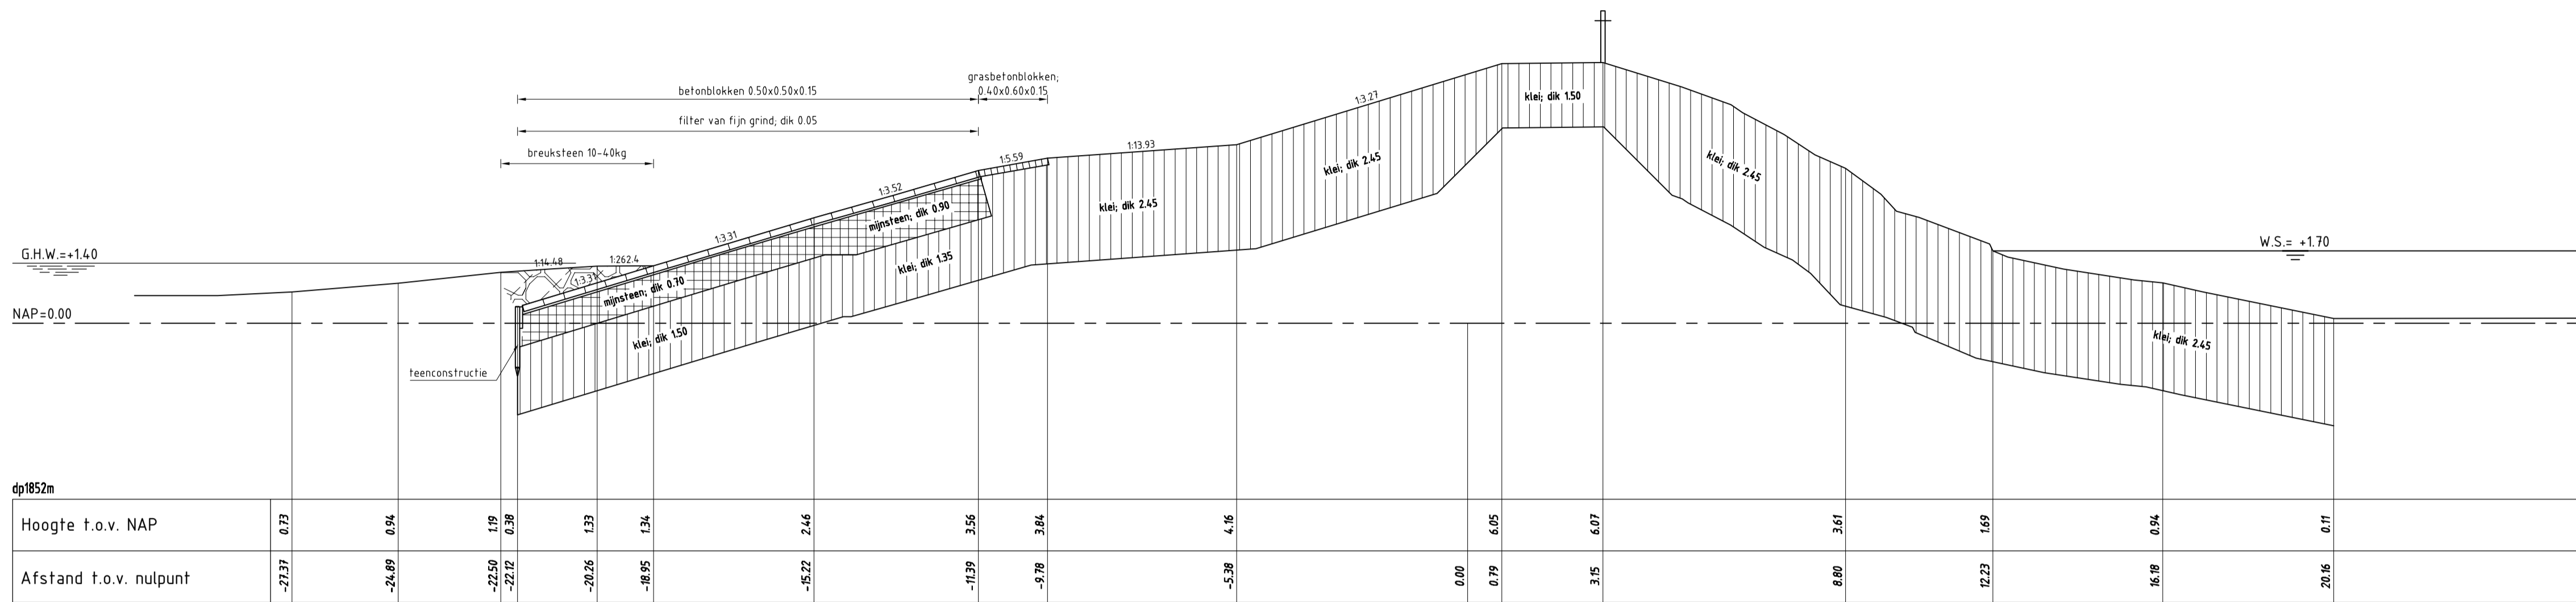 grasbetonblokken;
betonblokken 0.50x0.50x0.15
0.40x0.60x0.15
filter van fijn grind; dik 0.05
breuksteen 10-40kg
1:3.27
klei; dik 1.50
1:13.93
1:5.59
klei; dik 2.45
klei; dik 2.45
1:3.52
klei; dik 2.45
mijnsteen; dik 0.90
1:3.31
W.S.= +1.70
G.H.W.=+1.40
1:14.48
1:262.4
klei; dik 1.35
1:3.31
mijnsteen; dik 0.70
NAP=0.00
klei; dik 1.50
klei; dik 2.45
teenconstructie
dp1852m
Hoogte t.o.v. NAP 0.73 0.94 1.19 0.38 1.33 1.34 2.46 3.56 3.84 4.16 6.05 6.07 3.61 1.69 0.94 0.11
Afstand t.o.v. nulpunt -27.37 -24.89 -22.50 -22.12 -20.26 -18.95 -15.22 -11.39 -9.78 -5.38 0.00 0.79 3.15 8.80 12.23 16.18 20.16